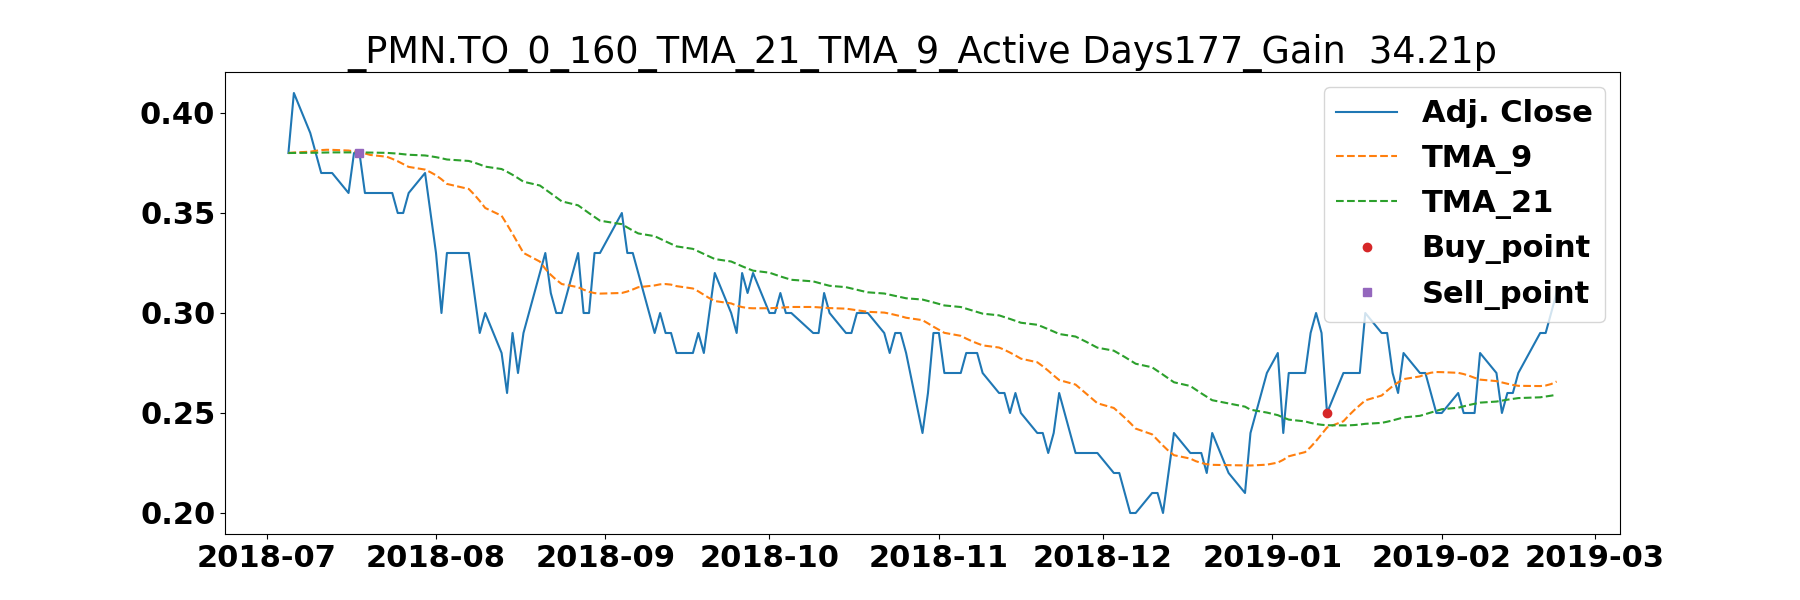 _PMN.TO_0_160_TMA_21_TMA_9_Active Days177_Gain  34.21p
0.40
0.35
0.30
0.25
0.20
Adj. Close
TMA_9
TMA_21
Buy_point
Sell_point
2018-07 2018-08 2018-09 2018-10 2018-11 2018-12 2019-01 2019-02 2019-03